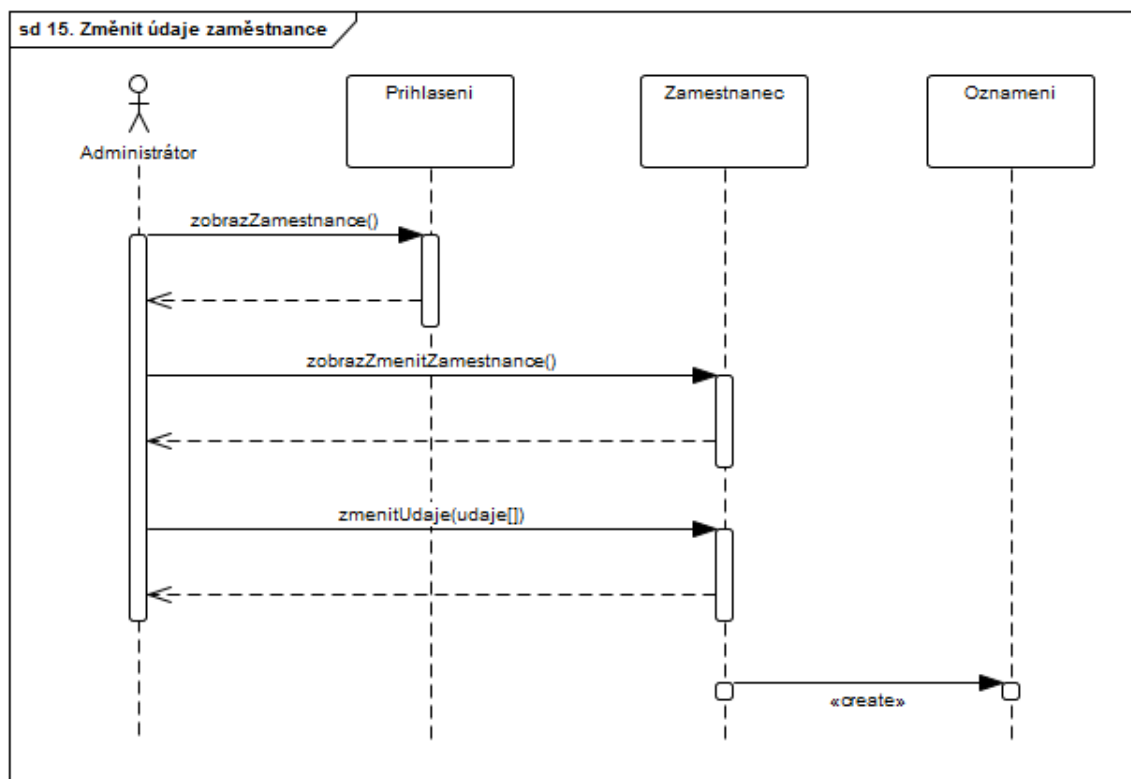 sd 15. Změnit údaje zaměstnance
Prihlaseni
Zamestnanec
Oznameni
Administrátor
zobrazZamestnance()
zobrazZmenitZamestnance()
zmenitUdaje(udaje[])
«create»